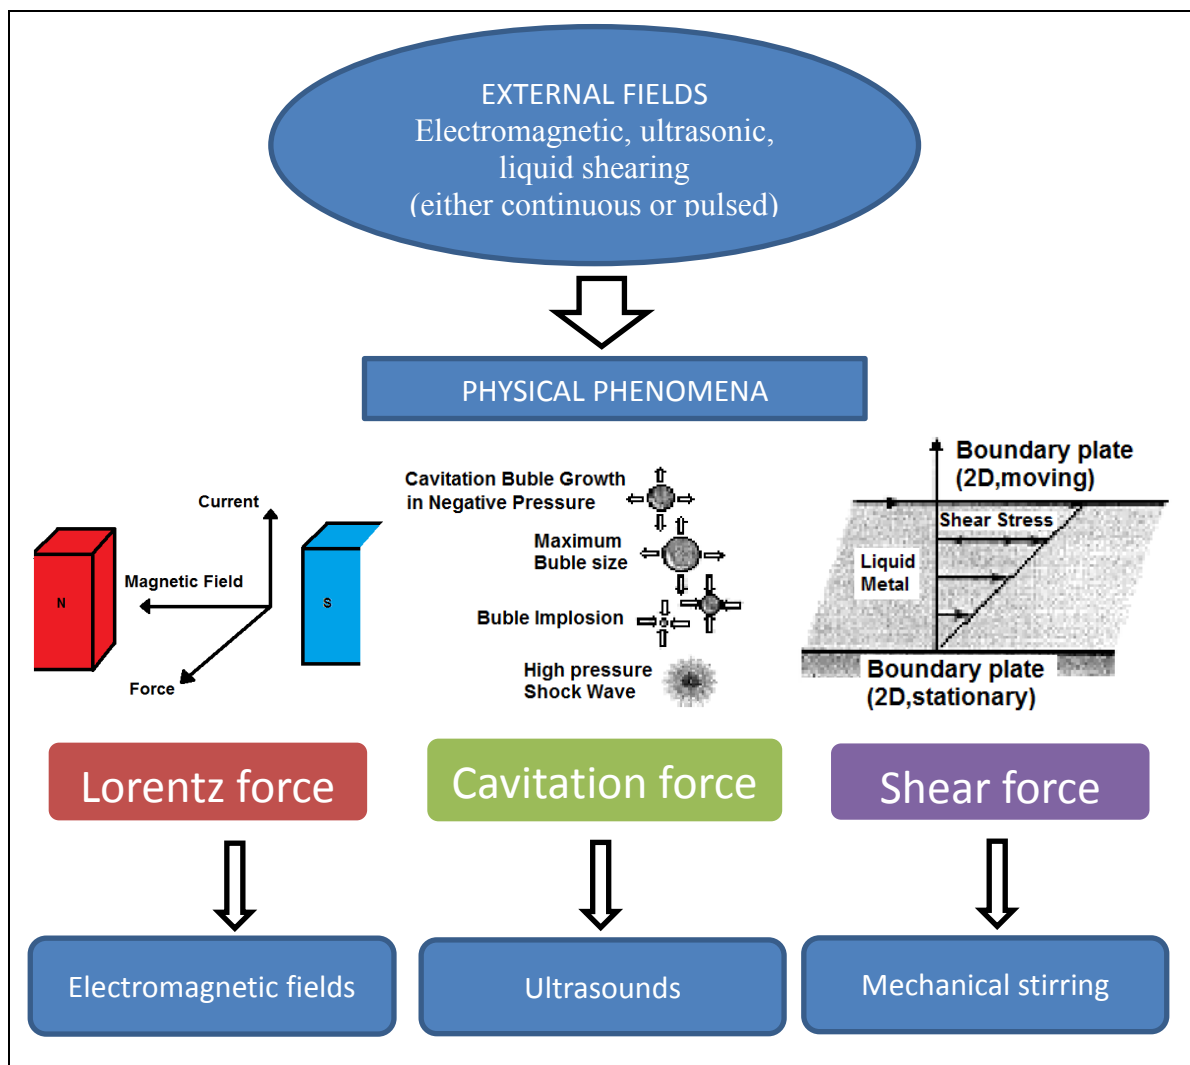 EXTERNAL FIELDS
Electromagnetic, ultrasonic,
liquid shearing
(either continuous or pulsed)
PHYSICAL PHENOMENA
Current
Magnetic Field
N
S
Force
Cavitation Buble Growth
in Negative Pressure
Maximum
Buble size
Buble Implosion
High pressure
Shock Wave
Boundary plate
(2D,moving)
Shear Stress
Liquid
Metal
Boundary plate
(2D,stationary)
Lorentz force
Cavitation force
Shear force
Electromagnetic fields
Ultrasounds
Mechanical stirring